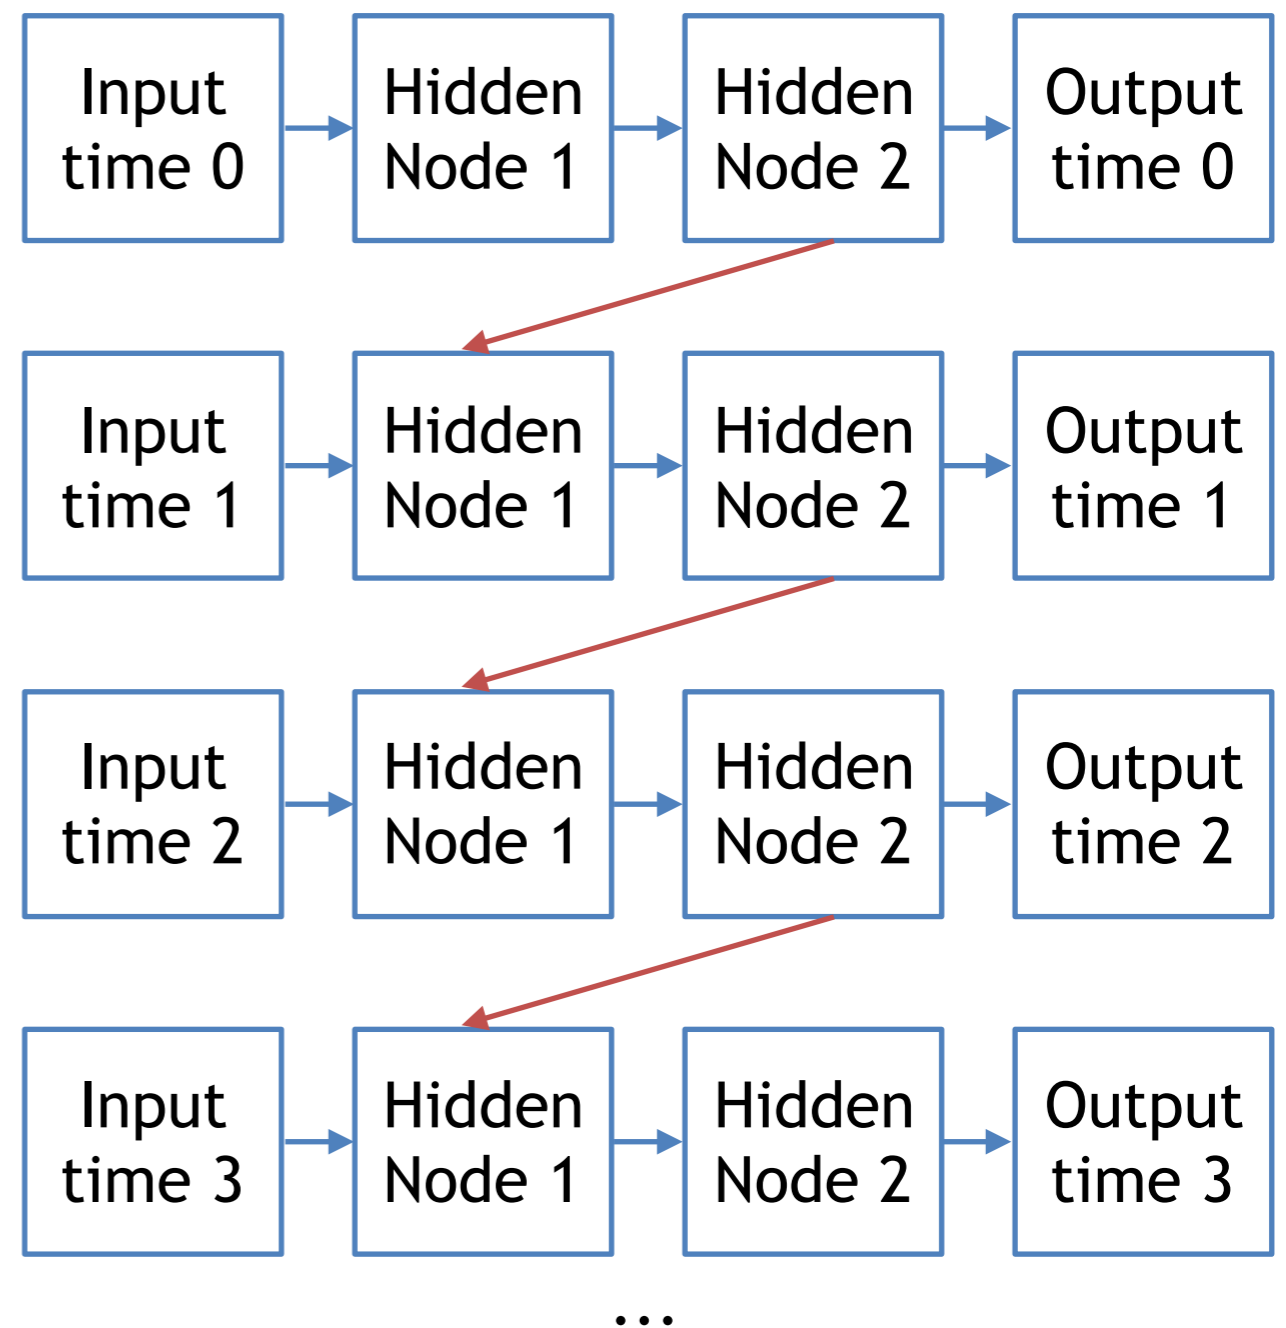 Input
time 0
Hidden
Node 1
Hidden
Node 2
Output
time 0
Input
time 1
Hidden
Node 1
Hidden
Node 2
Output
time 1
Input
time 2
Hidden
Node 1
Hidden
Node 2
Output
time 2
Input
time 3
Hidden
Node 1
Hidden
Node 2
Output
time 3
...